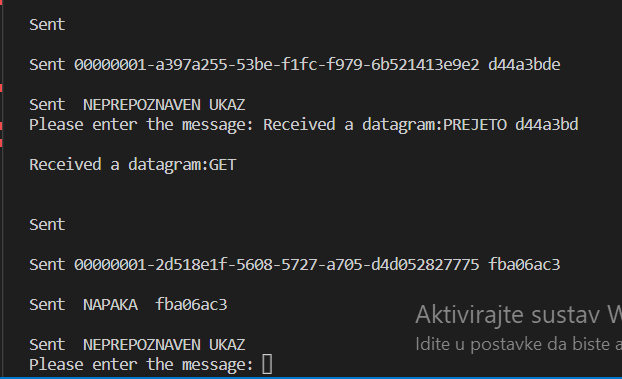 Sent
Sent 00000001-a397a255-53be-f1fc-f979-6b521413e9e2 d44a3bde
Sent  NEPREPOZNAVEN UKAZ
Please enter the message: Received a datagram:PREJETO d44a3bd
Received a datagram:GET
Sent
Sent 00000001-2d518e1f-5608-5727-a705-d4d052827775 fba06ac3
Sent  NAPAKA  fba06ac3
Sent  NEPREPOZNAVEN UKAZ
Please enter the message:
Aktivirajte sustav W
Idite u postavke da biste a